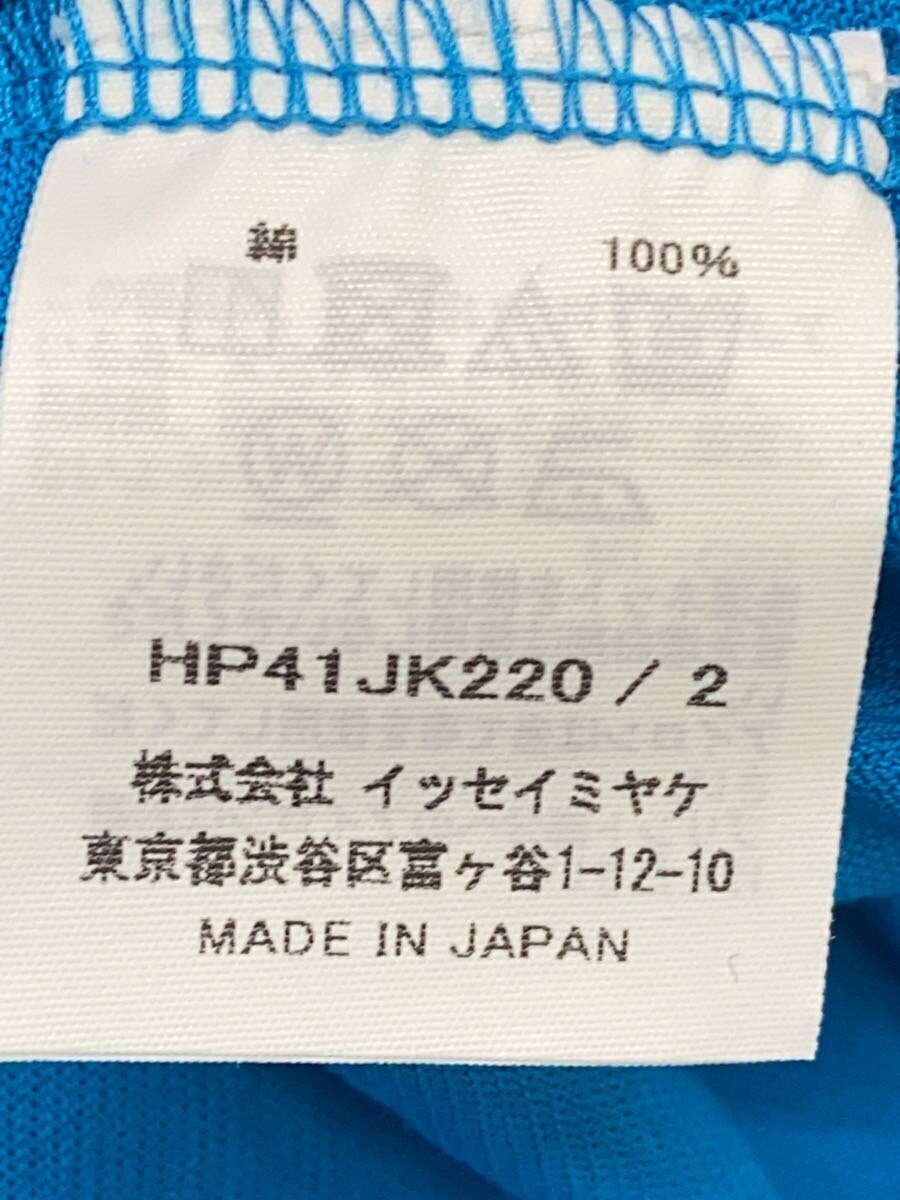 綿 100%
HP41JK220 / 2
株式会社 イッセイミヤケ
東京都渋谷区富ヶ谷1-12-10
MADE IN JAPAN